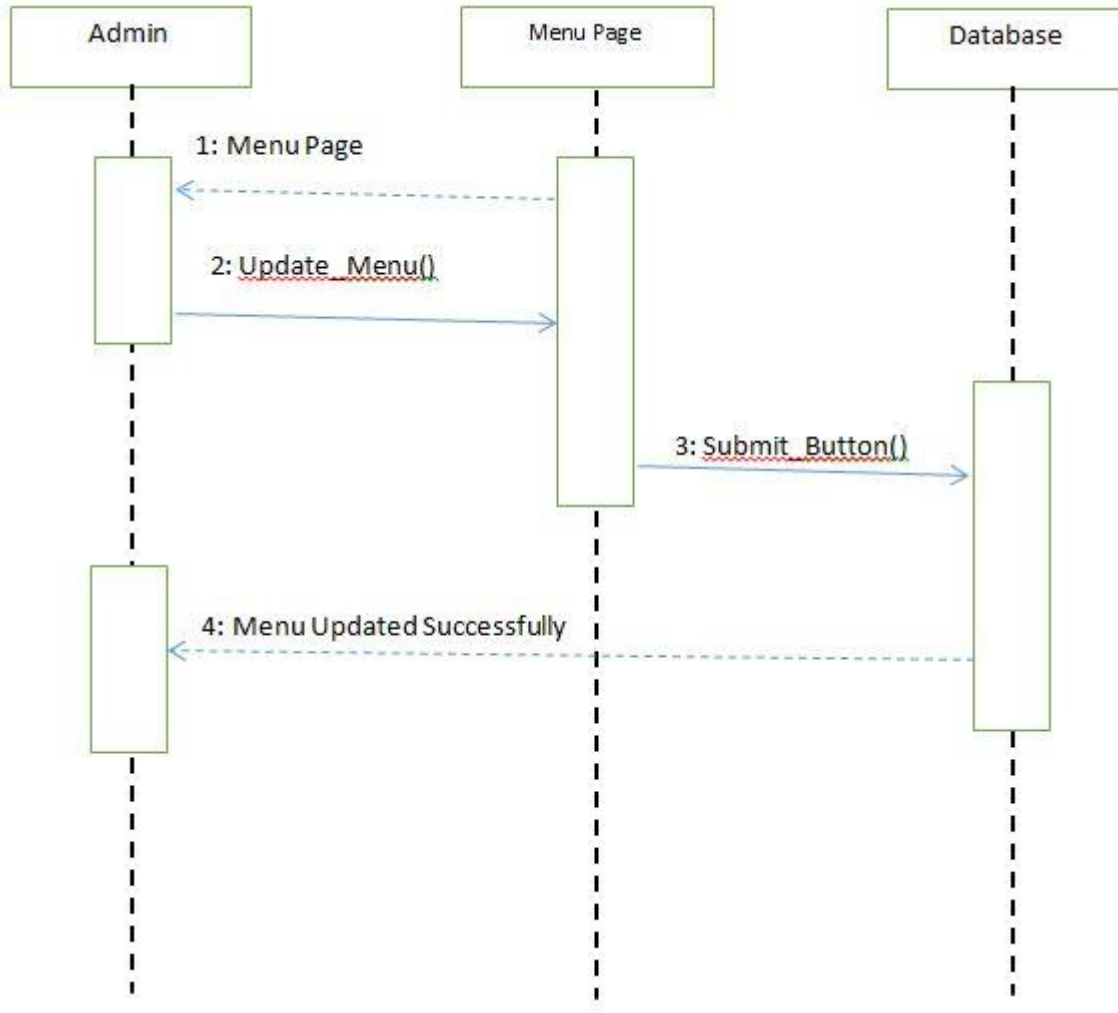 Admin
Menu Page
Database
1: Menu Page
2: Update_Menu()
3: Submit_Button()
4: Menu Updated Successfully